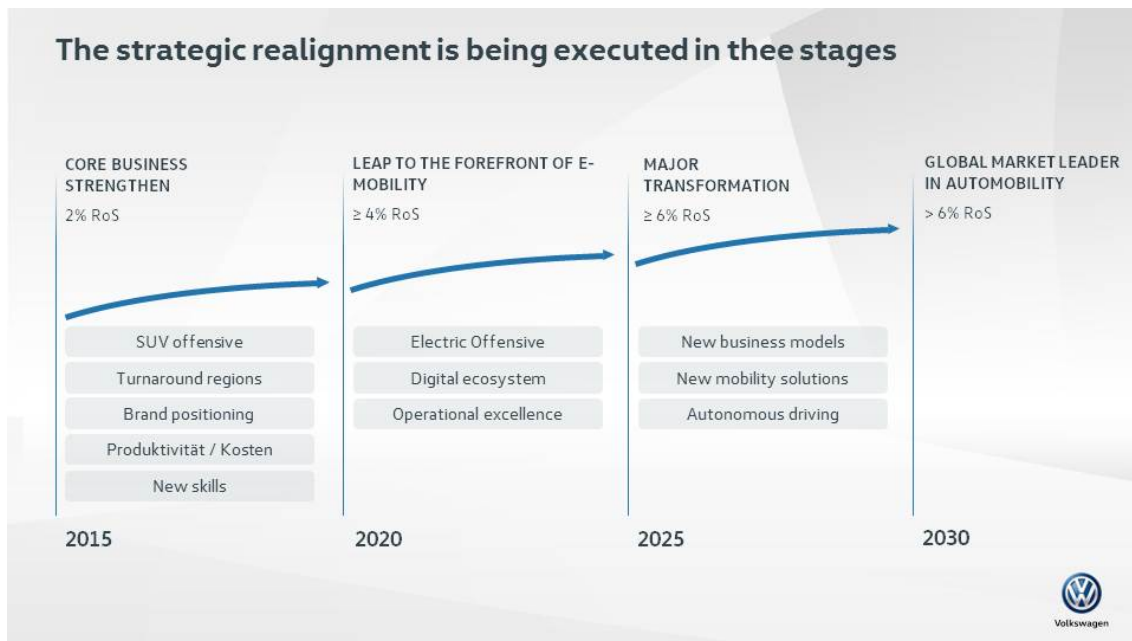 The strategic realignment is being executed in thee stages
CORE BUSINESS
STRENGTHEN
2% RoS
LEAP TO THE FOREFRONT OF E-
MOBILITY
≥ 4% RoS
MAJOR
TRANSFORMATION
≥ 6% RoS
GLOBAL MARKET LEADER
IN AUTOMOBILITY
> 6% RoS
SUV offensive
Turnaround regions
Brand positioning
Produktivität / Kosten
New skills
Electric Offensive
Digital ecosystem
Operational excellence
New business models
New mobility solutions
Autonomous driving
2015
2020
2025
2030
Volkswagen